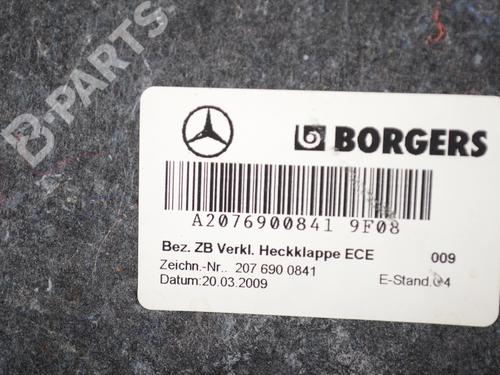 B-PARTS
BORGERS
A2076900841 9F08
Bez. ZB Verkl. Heckklappe ECE 009
Zeichn.-Nr.. 207 690 0841
Datum:20.03.2009 E-Stand.04